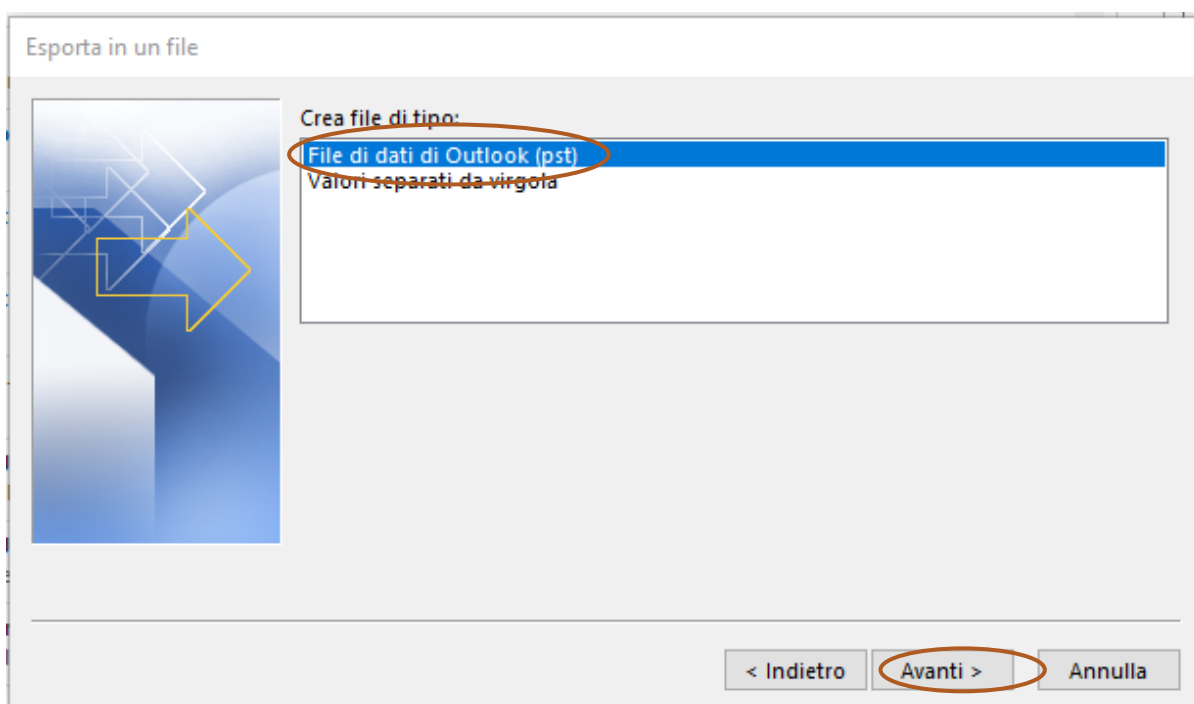 Esporta in un file
Crea file di tipo:
File di dati di Outlook (pst)
Valori separati da virgola
< Indietro
Avanti >
Annulla